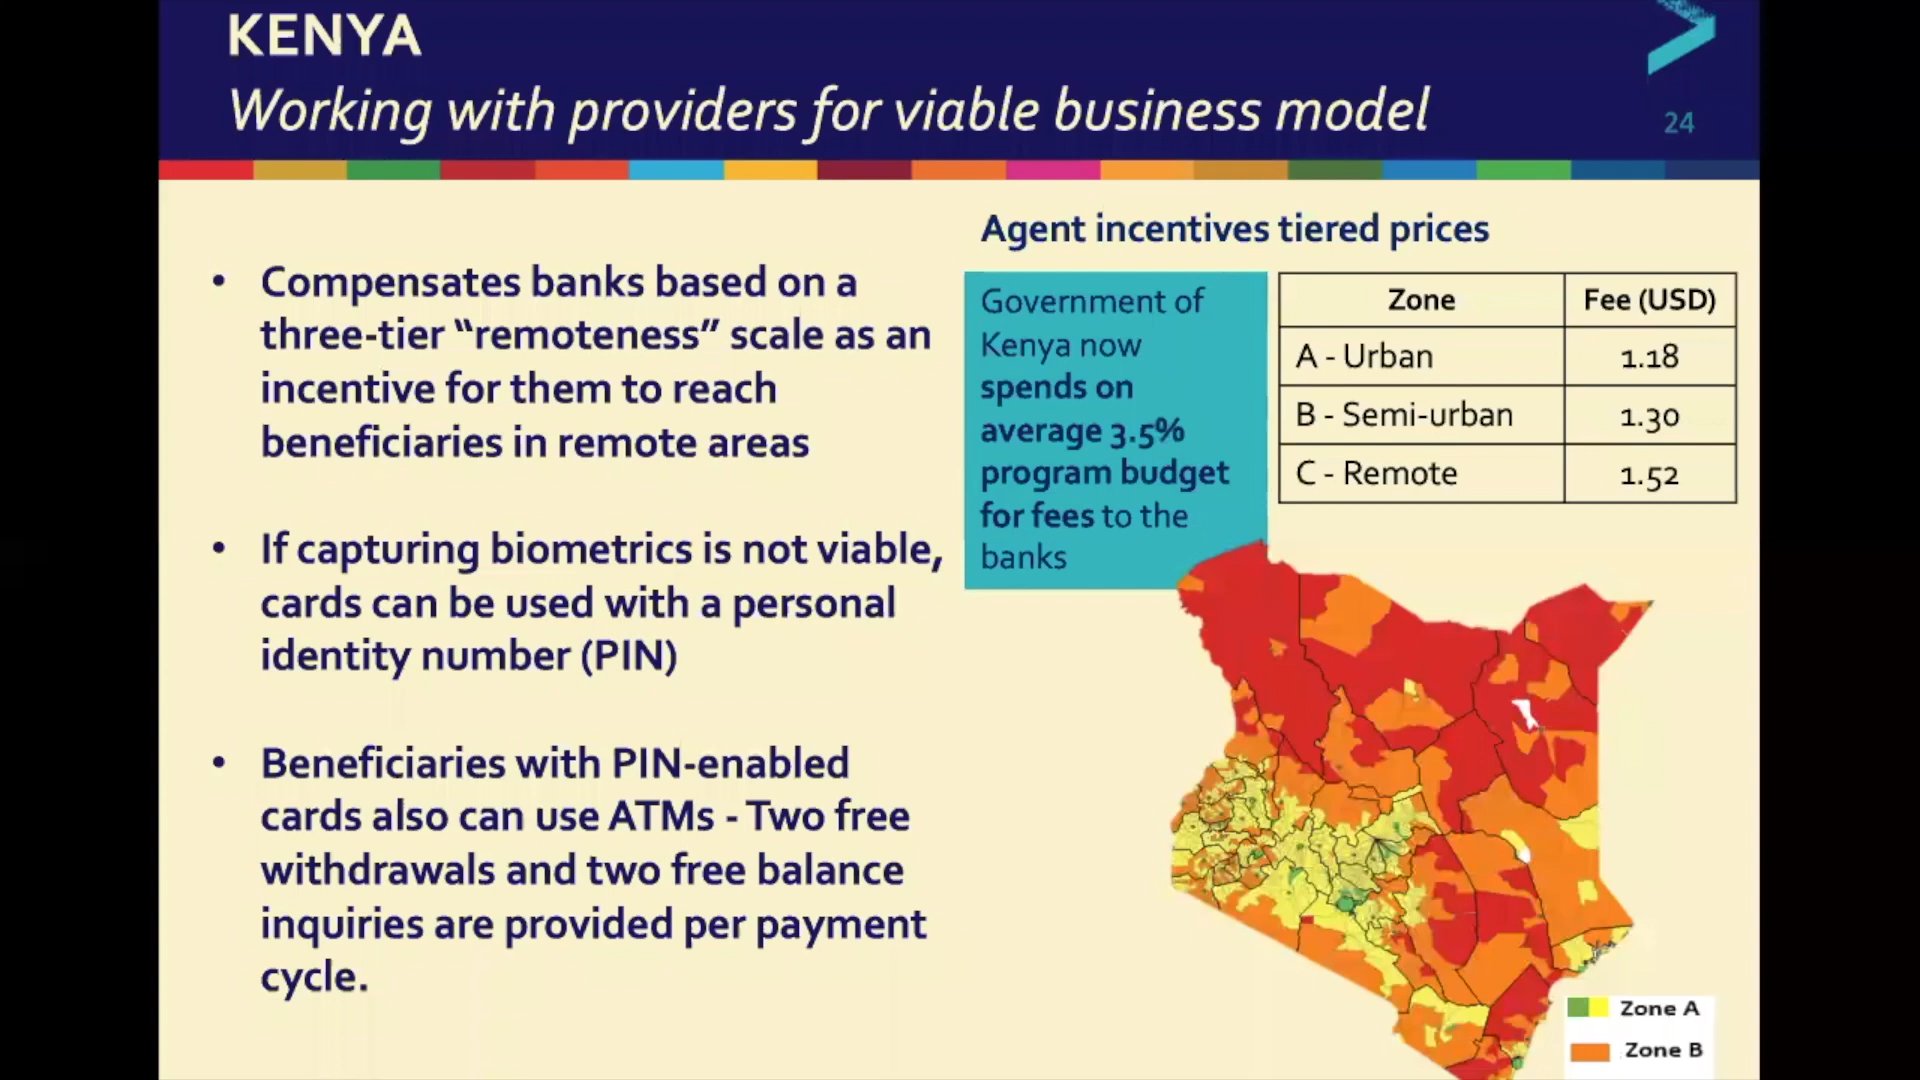 KENYA
Working with providers for viable business model
24
• Compensates banks based on a
three-tier “remoteness” scale as an
incentive for them to reach
beneficiaries in remote areas
• If capturing biometrics is not viable,
cards can be used with a personal
identity number (PIN)
• Beneficiaries with PIN-enabled
cards also can use ATMs - Two free
withdrawals and two free balance
inquiries are provided per payment
cycle.
Agent incentives tiered prices
Government of
Kenya now
spends on
average 3.5%
program budget
for fees to the
banks
Zone Fee (USD)
A - Urban 1.18
B - Semi-urban 1.30
C - Remote 1.52
Zone A
Zone B